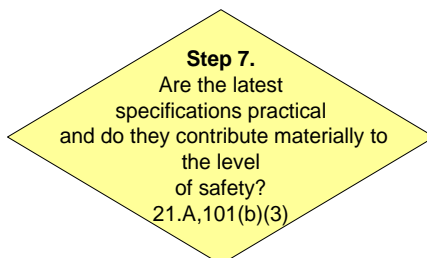 Step 7.
Are the latest
specifications practical
and do they contribute materially to
the level
of safety?
21.A,101(b)(3)